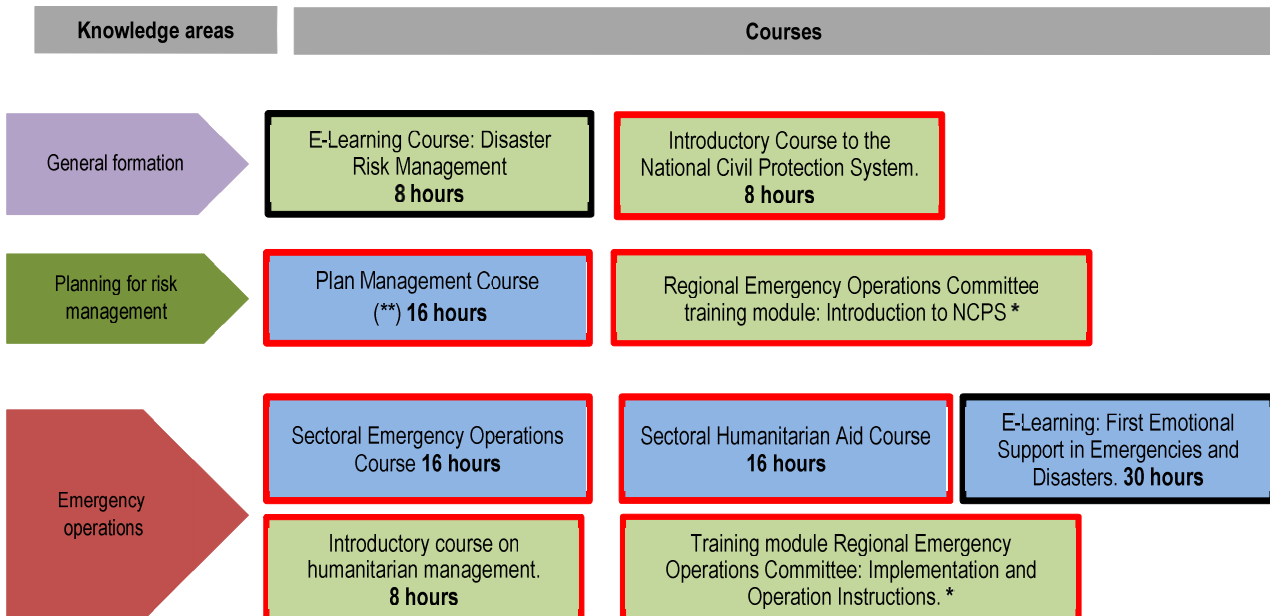 Knowledge areas
Courses
General formation
E-Learning Course: Disaster
Risk Management
8 hours
Introductory Course to the
National Civil Protection System.
8 hours
Planning for risk
management
Plan Management Course
(**) 16 hours
Regional Emergency Operations Committee
training module: Introduction to NCPS *
Emergency
operations
Sectoral Emergency Operations
Course 16 hours
Sectoral Humanitarian Aid Course
16 hours
E-Learning: First Emotional
Support in Emergencies and
Disasters. 30 hours
Introductory course on
humanitarian management.
8 hours
Training module Regional Emergency
Operations Committee: Implementation and
Operation Instructions. *